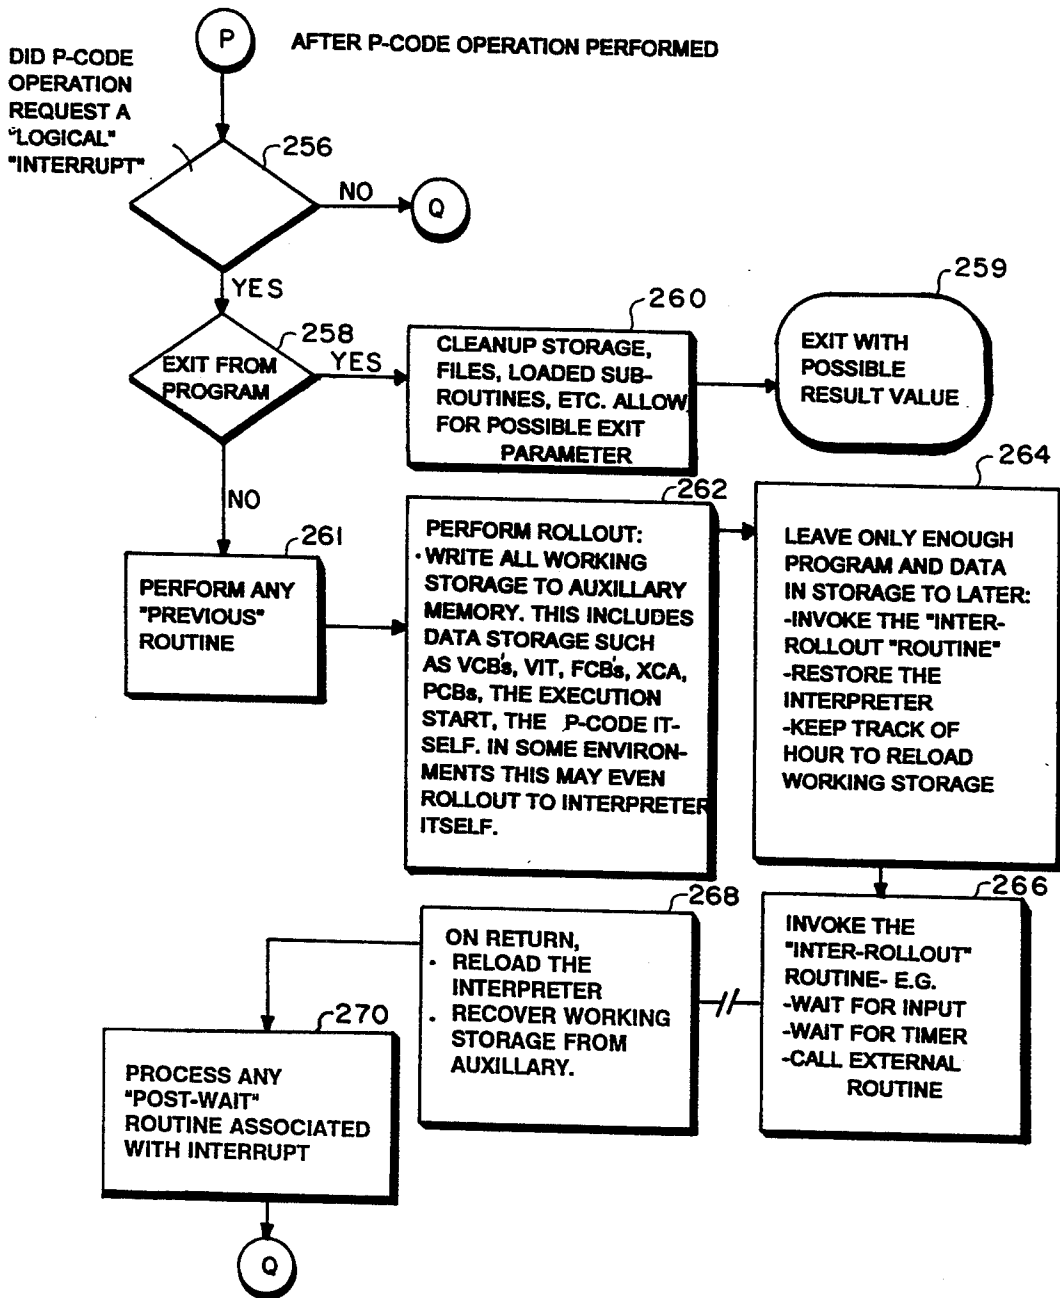 P
AFTER P-CODE OPERATION PERFORMED
DID P-CODE
OPERATION
REQUEST A
"LOGICAL"
"INTERRUPT"
256
NO
Q
YES
258
EXIT FROM
PROGRAM
YES
260
CLEANUP STORAGE,
FILES, LOADED SUB-
ROUTINES, ETC. ALLOW
FOR POSSIBLE EXIT
PARAMETER
259
EXIT WITH
POSSIBLE
RESULT VALUE
NO
261
PERFORM ANY
"PREVIOUS"
ROUTINE
262
PERFORM ROLLOUT:
· WRITE ALL WORKING
STORAGE TO AUXILLARY
MEMORY. THIS INCLUDES
DATA STORAGE SUCH
AS VCB's, VIT, FCB's, XCA,
PCBs, THE EXECUTION
START, THE P-CODE IT-
SELF. IN SOME ENVIRON-
MENTS THIS MAY EVEN
ROLLOUT TO INTERPRETER
ITSELF.
264
LEAVE ONLY ENOUGH
PROGRAM AND DATA
IN STORAGE TO LATER:
-INVOKE THE "INTER-
ROLLOUT "ROUTINE"
-RESTORE THE
INTERPRETER
-KEEP TRACK OF
HOUR TO RELOAD
WORKING STORAGE
266
INVOKE THE
"INTER-ROLLOUT"
ROUTINE- E.G.
-WAIT FOR INPUT
-WAIT FOR TIMER
-CALL EXTERNAL
ROUTINE
268
ON RETURN,
· RELOAD THE
INTERPRETER
· RECOVER WORKING
STORAGE FROM
AUXILLARY.
270
PROCESS ANY
"POST-WAIT"
ROUTINE ASSOCIATED
WITH INTERRUPT
Q